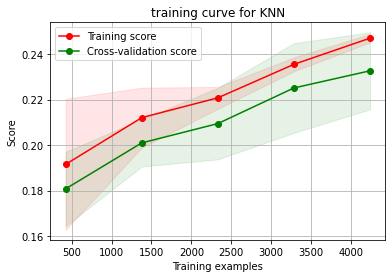 training curve for KNN
Training score
Cross-validation score
0.24
0.22
0.20
0.18
0.16
Score
500 1000 1500 2000 2500 3000 3500 4000
Training examples